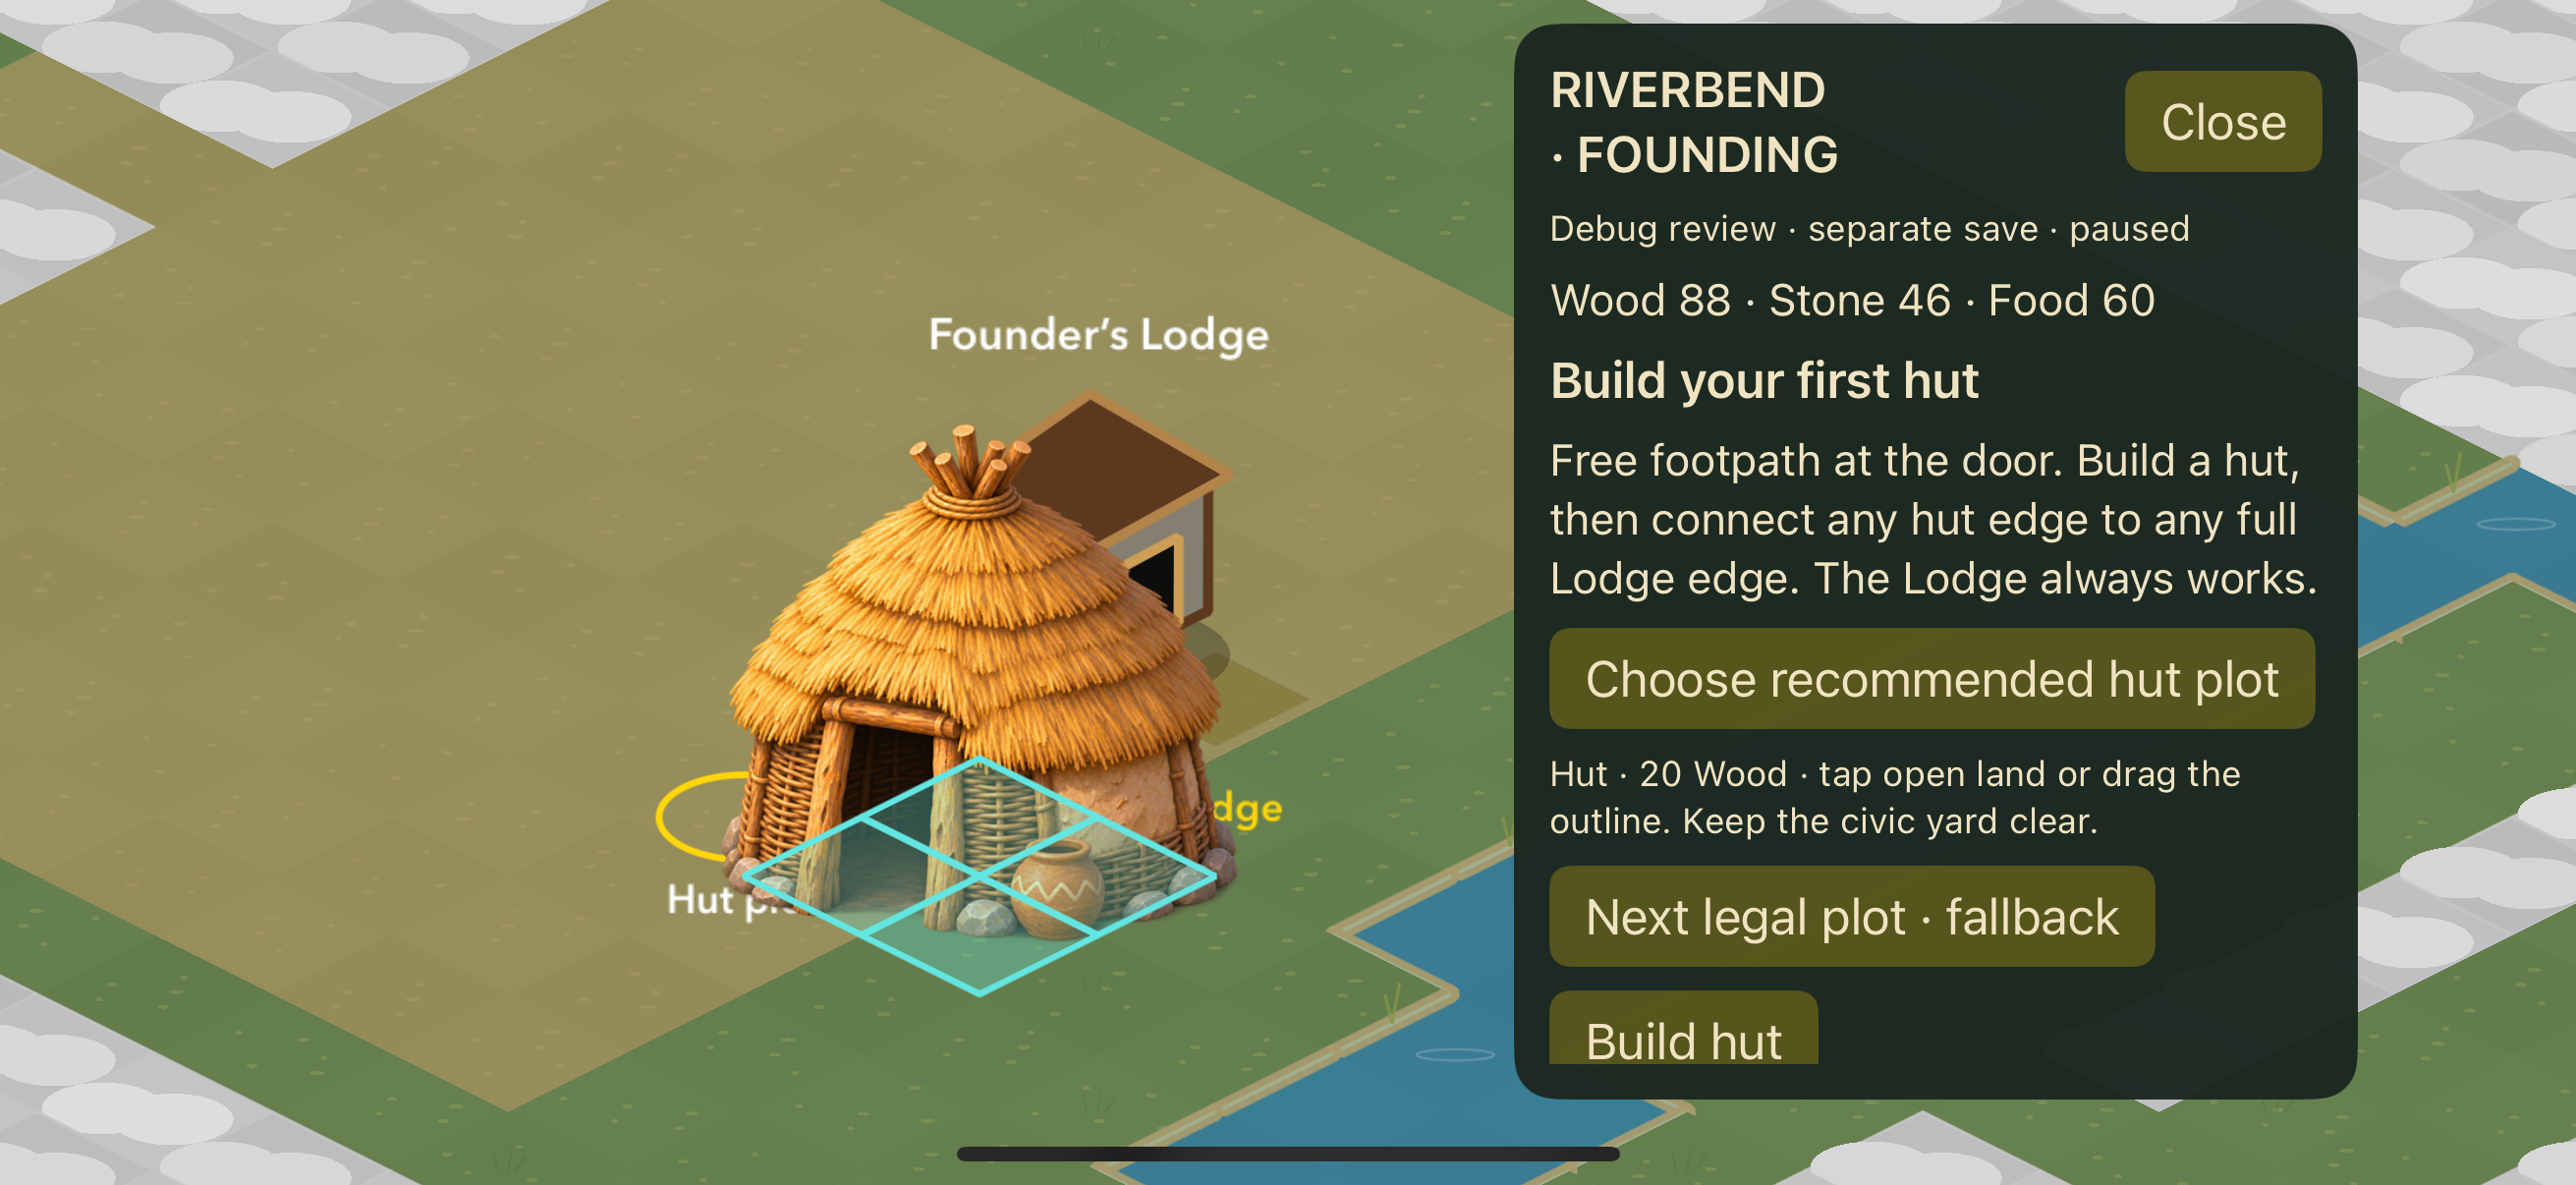 RIVERBEND
· FOUNDING
Close
Debug review · separate save · paused
Wood 88 · Stone 46 · Food 60
Build your first hut
Free footpath at the door. Build a hut,
then connect any hut edge to any full
Lodge edge. The Lodge always works.
Choose recommended hut plot
Hut · 20 Wood · tap open land or drag the
outline. Keep the civic yard clear.
Next legal plot · fallback
Build hut
Founder’s Lodge
dge
Hut